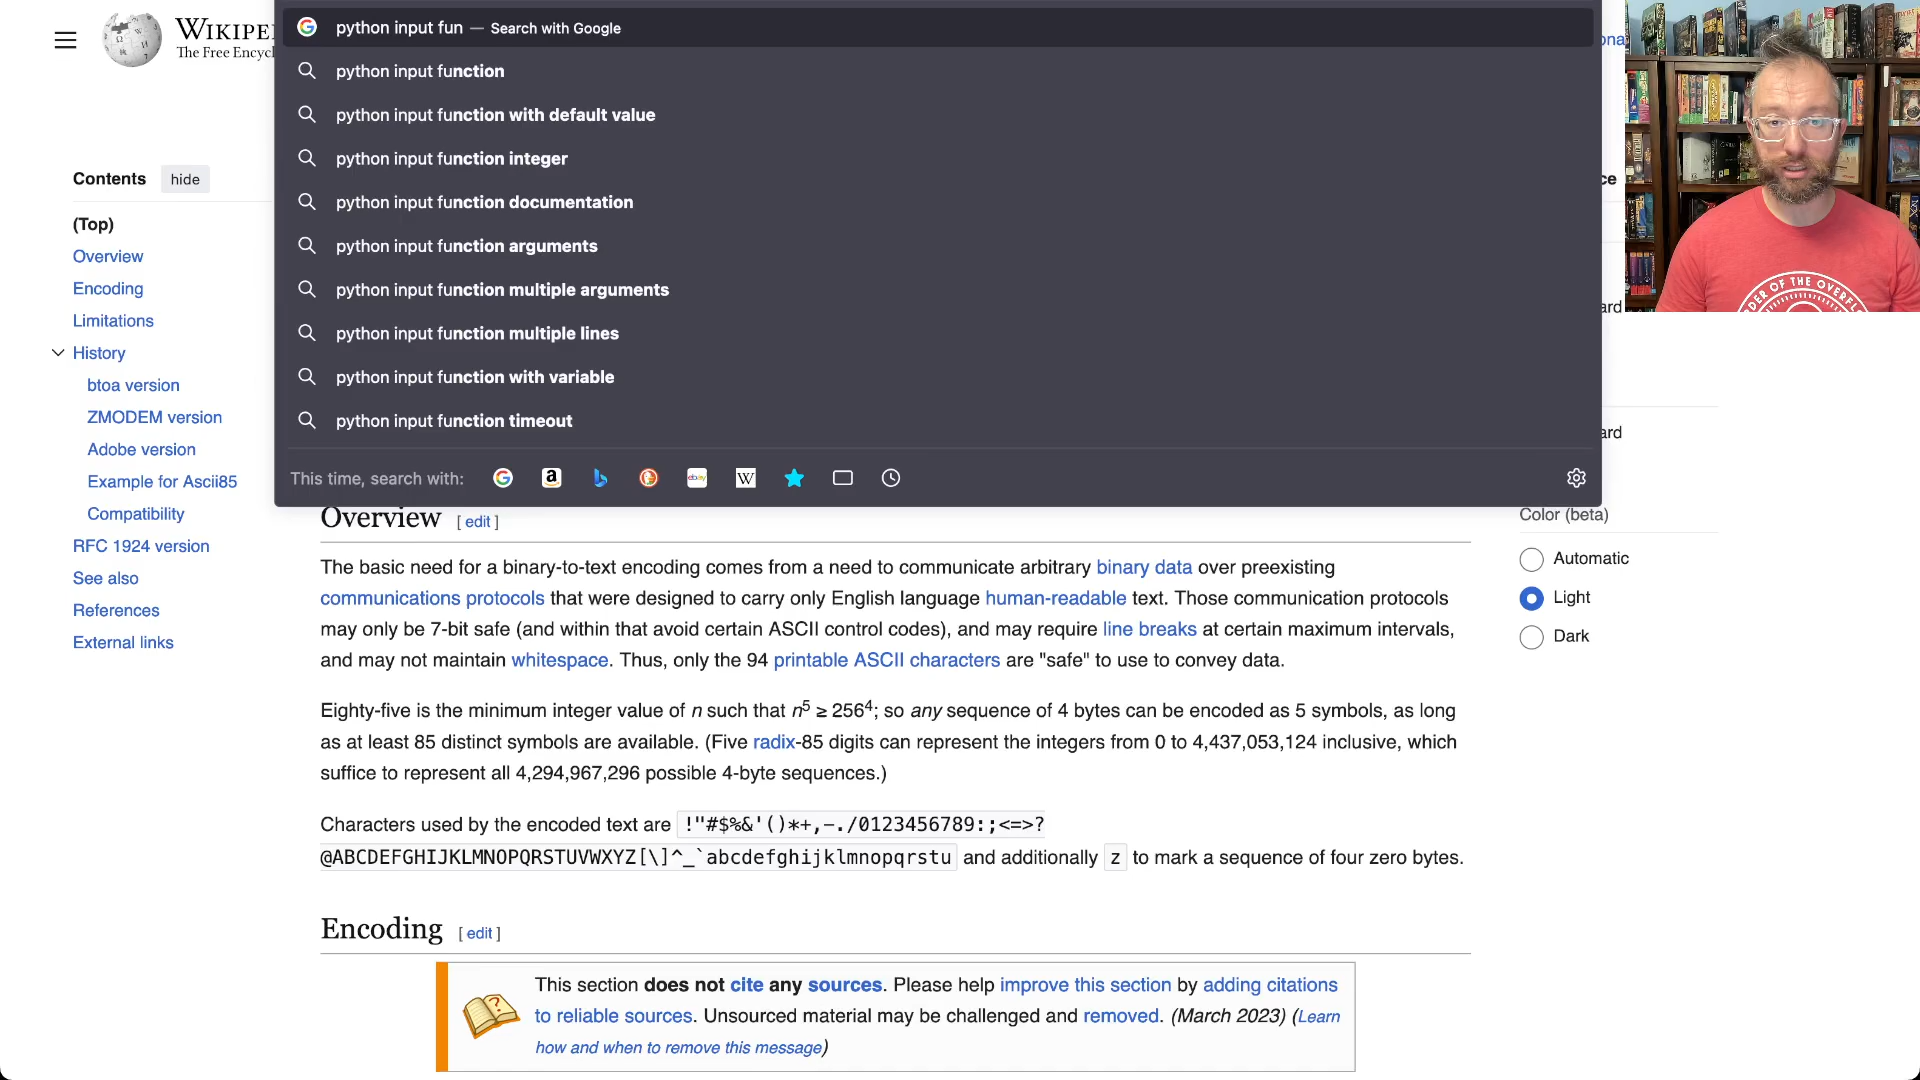 python input fun — Search with Google
python input function
python input function with default value
python input function integer
python input function documentation
python input function arguments
python input function multiple arguments
python input function multiple lines
python input function with variable
python input function timeout
This time, search with:
WIKIPE
The Free Encycl
Contents hide
(Top)
Overview
Encoding
Limitations
History
btoa version
ZMODEM version
Adobe version
Example for Ascii85
Compatibility
RFC 1924 version
See also
References
External links
Overview [ edit ]
The basic need for a binary-to-text encoding comes from a need to communicate arbitrary binary data over preexisting
communications protocols that were designed to carry only English language human-readable text. Those communication protocols
may only be 7-bit safe (and within that avoid certain ASCII control codes), and may require line breaks at certain maximum intervals,
and may not maintain whitespace. Thus, only the 94 printable ASCII characters are "safe" to use to convey data.
Eighty-five is the minimum integer value of n such that n⁵ ≥ 256⁴; so any sequence of 4 bytes can be encoded as 5 symbols, as long
as at least 85 distinct symbols are available. (Five radix-85 digits can represent the integers from 0 to 4,437,053,124 inclusive, which
suffice to represent all 4,294,967,296 possible 4-byte sequences.)
Characters used by the encoded text are !"#$%&'()*+,-./0123456789:;<=>?
@ABCDEFGHIJKLMNOPQRSTUVWXYZ[\]^_`abcdefghijklmnopqrstu and additionally z to mark a sequence of four zero bytes.
Encoding [ edit ]
This section does not cite any sources. Please help improve this section by adding citations
to reliable sources. Unsourced material may be challenged and removed. (March 2023) (Learn
how and when to remove this message)
ona
ce
ard
ard
Color (beta)
Automatic
Light
Dark
DER OF THE OVERFL